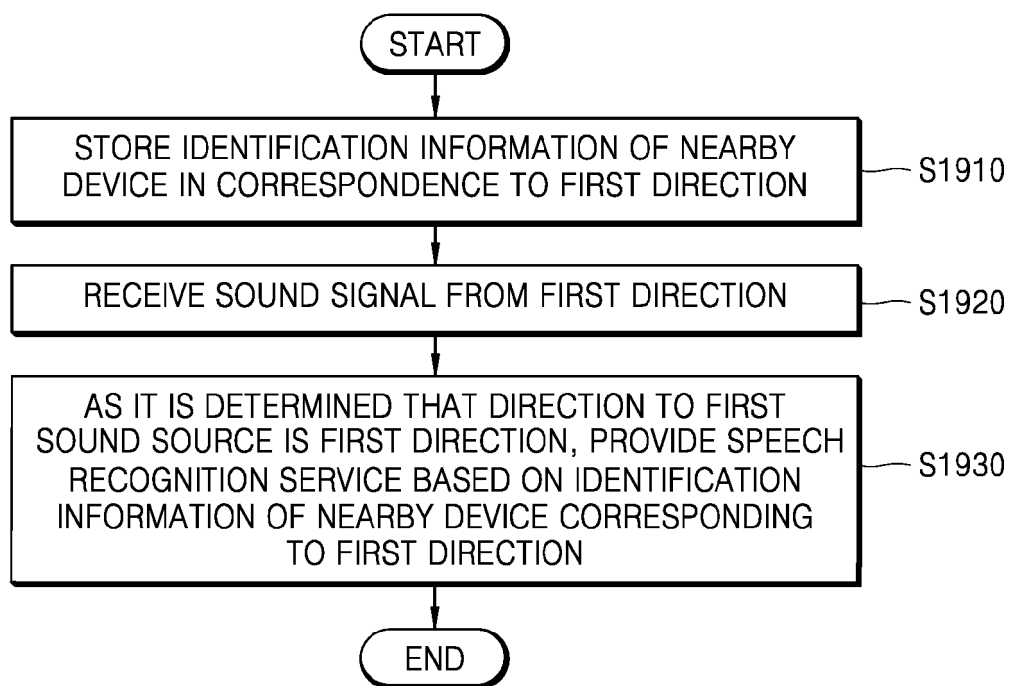 START
STORE IDENTIFICATION INFORMATION OF NEARBY
DEVICE IN CORRESPONDENCE TO FIRST DIRECTION
S1910
RECEIVE SOUND SIGNAL FROM FIRST DIRECTION
S1920
AS IT IS DETERMINED THAT DIRECTION TO FIRST
SOUND SOURCE IS FIRST DIRECTION, PROVIDE SPEECH
RECOGNITION SERVICE BASED ON IDENTIFICATION
INFORMATION OF NEARBY DEVICE CORRESPONDING
TO FIRST DIRECTION
S1930
END